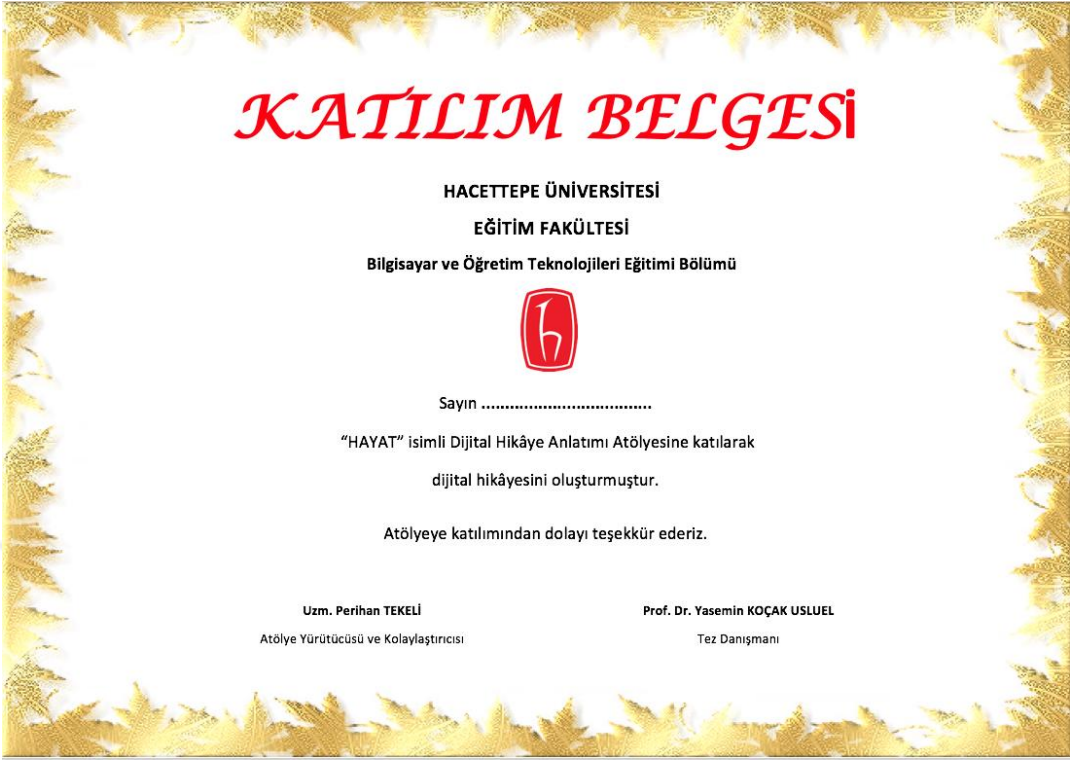 KATILIM BELGESİ
HACETTEPE ÜNİVERSİTESİ
EĞİTİM FAKÜLTESİ
Bilgisayar ve Öğretim Teknolojileri Eğitimi Bölümü
h
Sayın ....................................
“HAYAT” isimli Dijital Hikâye Anlatımı Atölyesine katılarak
dijital hikâyesini oluşturmuştur.
Atölyeye katılımından dolayı teşekkür ederiz.
Uzm. Perihan TEKELİ Prof. Dr. Yasemin KOÇAK USLUEL
Atölye Yürütücüsü ve Kolaylaştırıcısı Tez Danışmanı